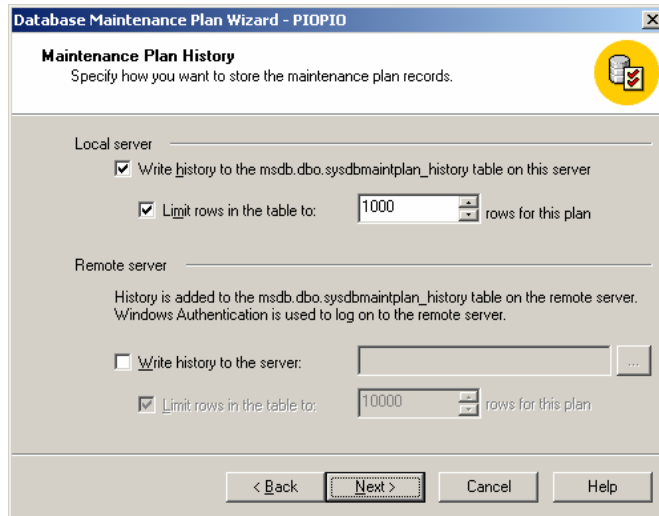 Database Maintenance Plan Wizard - PIOPIO
Maintenance Plan History
Specify how you want to store the maintenance plan records.
Local server
Write history to the msdb.dbo.sysdbmaintplan_history table on this server
Limit rows in the table to: 1000 rows for this plan
Remote server
History is added to the msdb.dbo.sysdbmaintplan_history table on the remote server.
Windows Authentication is used to log on to the remote server.
Write history to the server: ...
Limit rows in the table to: 10000 rows for this plan
< Back Next > Cancel Help